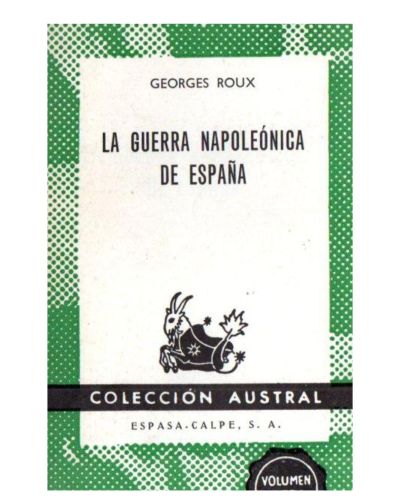 GEORGES ROUX
LA GUERRA NAPOLEÓNICA
DE ESPAÑA
COLECCIÓN AUSTRAL
ESPASA-CALPE, S. A.
VOLUMEN